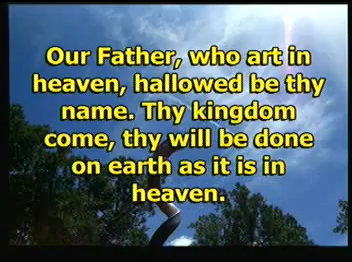 Our Father, who art in
heaven, hallowed be thy
name. Thy kingdom
come, thy will be done
on earth as it is in
heaven.